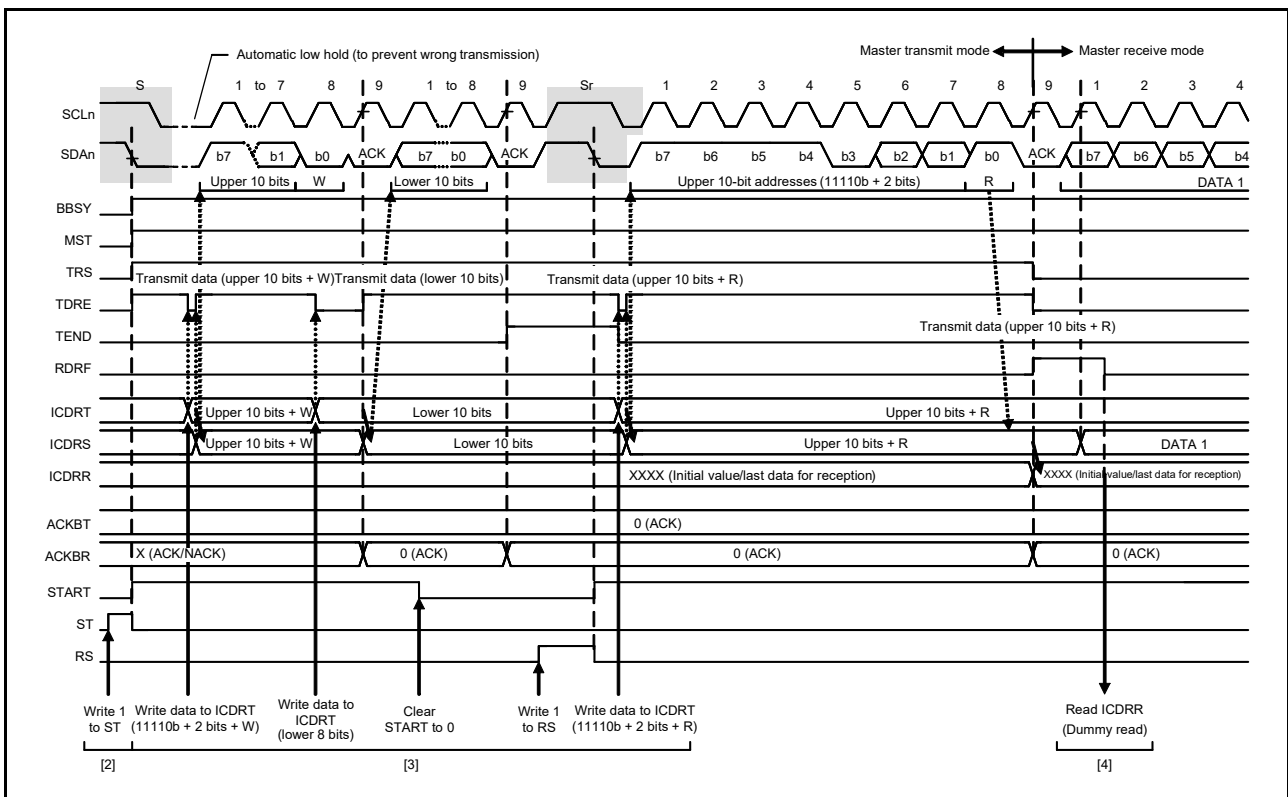 Automatic low hold (to prevent wrong transmission)
Master transmit mode
Master receive mode
S
1 to 7 8 9 1 to 8 9 Sr 1 2 3 4 5 6 7 8 9 1 2 3 4
SCLn
SDAn
b7 b1 b0 ACK b7 b0 ACK b7 b6 b5 b4 b3 b2 b1 b0 ACK b7 b6 b5 b4
Upper 10 bits W Lower 10 bits Upper 10-bit addresses (11110b + 2 bits) R DATA 1
BBSY
MST
TRS
Transmit data (upper 10 bits + W) Transmit data (lower 10 bits) Transmit data (upper 10 bits + R)
TDRE
TEND
Transmit data (upper 10 bits + R)
RDRF
ICDRT Upper 10 bits + W Lower 10 bits Upper 10 bits + R
ICDRS Upper 10 bits + W Lower 10 bits Upper 10 bits + R DATA 1
ICDRR XXXX (Initial value/last data for reception) XXXX (Initial value/last data for reception)
ACKBT 0 (ACK)
ACKBR X (ACK/NACK) 0 (ACK) 0 (ACK) 0 (ACK)
START
ST
RS
Write 1
to ST
Write data to ICDRT
(11110b + 2 bits + W)
Write data to
ICDRT
(lower 8 bits)
Clear
START to 0
Write 1
to RS
Write data to ICDRT
(11110b + 2 bits + R)
Read ICDRR
(Dummy read)
[2] [3] [4]